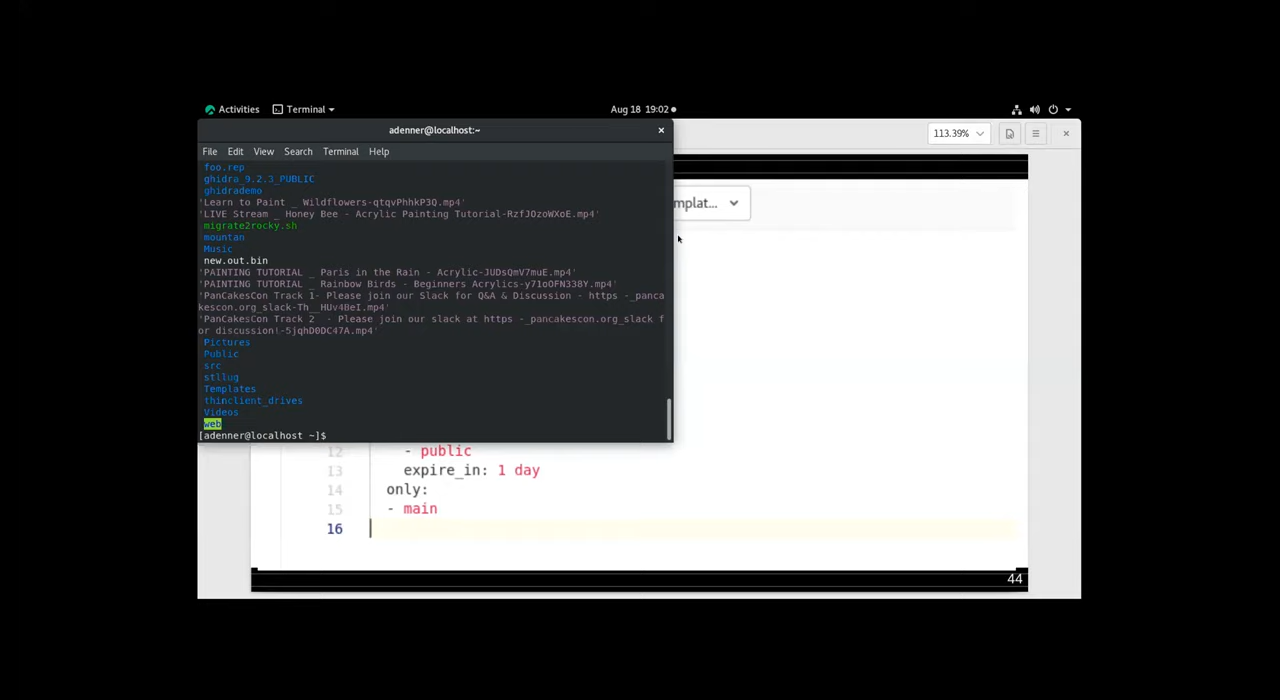 Activities Terminal Aug 18 19:02
adenner@localhost:~ 113.39%
File Edit View Search Terminal Help
foo.rep
ghidra_9.2.3_PUBLIC
ghidrademo
'Learn to Paint _ Wildflowers-qtqvPhhkP3Q.mp4'
'LIVE Stream _ Honey Bee - Acrylic Painting Tutorial-RzfJOzoWXoE.mp4'
mplat...
migrate2rocky.sh
mountan
Music
new.out.bin
'PAINTING TUTORIAL _ Paris in the Rain - Acrylic-JUDsQmV7muE.mp4'
'PAINTING TUTORIAL _ Rainbow Birds - Beginners Acrylics-y71oOFN338Y.mp4'
'PanCakesCon Track 1- Please join our Slack for Q&A & Discussion - https -_panca
kescon.org_slack-Th__HUv4BeI.mp4'
'PanCakesCon Track 2  - Please join our slack at https -_pancakescon.org_slack f
or discussion!-5jqhD0DC47A.mp4'
Pictures
Public
src
stllug
Templates
thinclient_drives
Videos
web
[adenner@localhost ~]$
12 - public
13 expire_in: 1 day
14 only:
15 - main
16
44